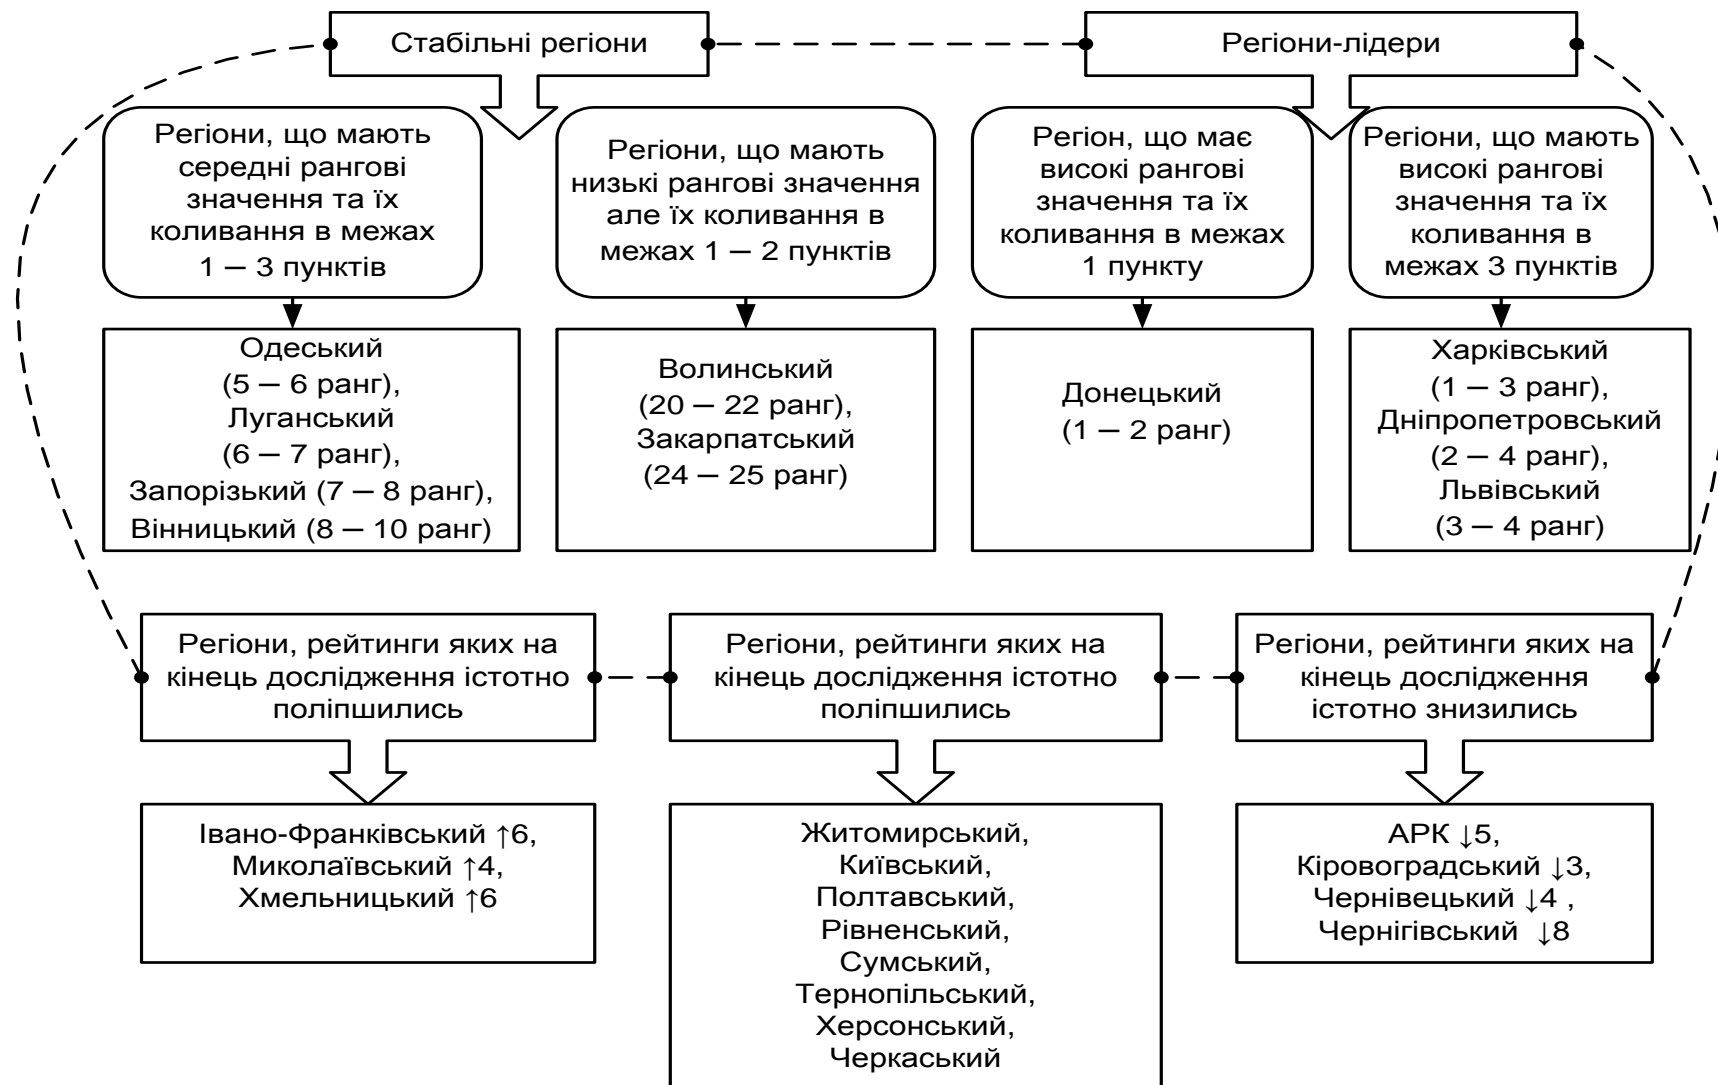 Стабільні регіони
Регіони-лідери
Регіони, що мають
середні рангові
значення та їх
коливання в межах
1 – 3 пунктів
Регіони, що мають
низькі рангові значення
але їх коливання в
межах 1 – 2 пунктів
Регіон, що має
високі рангові
значення та їх
коливання в межах
1 пункту
Регіони, що мають
високі рангові
значення та їх
коливання в
межах 3 пунктів
Одеський
(5 – 6 ранг),
Луганський
(6 – 7 ранг),
Запорізький (7 – 8 ранг),
Вінницький (8 – 10 ранг)
Волинський
(20 – 22 ранг),
Закарпатський
(24 – 25 ранг)
Донецький
(1 – 2 ранг)
Харківський
(1 – 3 ранг),
Дніпропетровський
(2 – 4 ранг),
Львівський
(3 – 4 ранг)
Регіони, рейтинги яких на
кінець дослідження істотно
поліпшились
Регіони, рейтинги яких на
кінець дослідження істотно
поліпшились
Регіони, рейтинги яких на
кінець дослідження
істотно знизились
Івано-Франківський ↑6,
Миколаївський ↑4,
Хмельницький ↑6
Житомирський,
Київський,
Полтавський,
Рівненський,
Сумський,
Тернопільський,
Херсонський,
Черкаський
АРК ↓5,
Кіровоградський ↓3,
Чернівецький ↓4 ,
Чернігівський ↓8